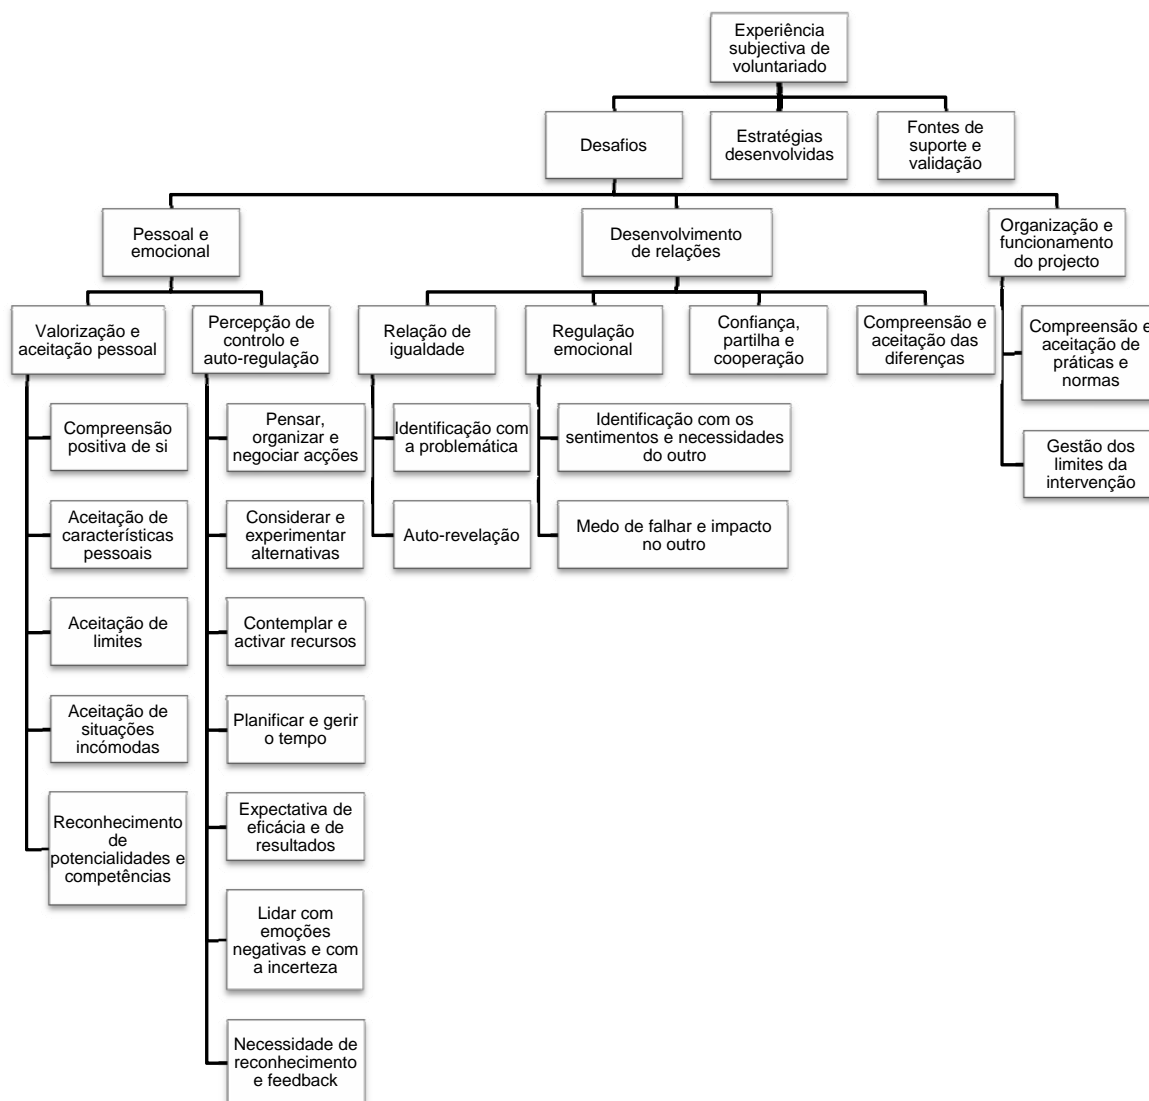 Experiência
subjectiva de
voluntariado
Desafios
Estratégias
desenvolvidas
Fontes de
suporte e
validação
Pessoal e
emocional
Desenvolvimento
de relações
Organização e
funcionamento
do projecto
Valorização e
aceitação pessoal
Percepção de
controlo e
auto-regulação
Relação de
igualdade
Regulação
emocional
Confiança,
partilha e
cooperação
Compreensão e
aceitação das
diferenças
Compreensão e
aceitação de
práticas e
normas
Gestão dos
limites da
intervenção
Compreensão
positiva de si
Aceitação de
características
pessoais
Aceitação de
limites
Aceitação de
situações
incómodas
Reconhecimento
de
potencialidades e
competências
Pensar,
organizar e
negociar acções
Considerar e
experimentar
alternativas
Contemplar e
activar recursos
Planificar e gerir
o tempo
Expectativa de
eficácia e de
resultados
Lidar com
emoções
negativas e com
a incerteza
Necessidade de
reconhecimento
e feedback
Identificação com
a problemática
Auto-revelação
Identificação com os
sentimentos e necessidades
do outro
Medo de falhar e impacto
no outro